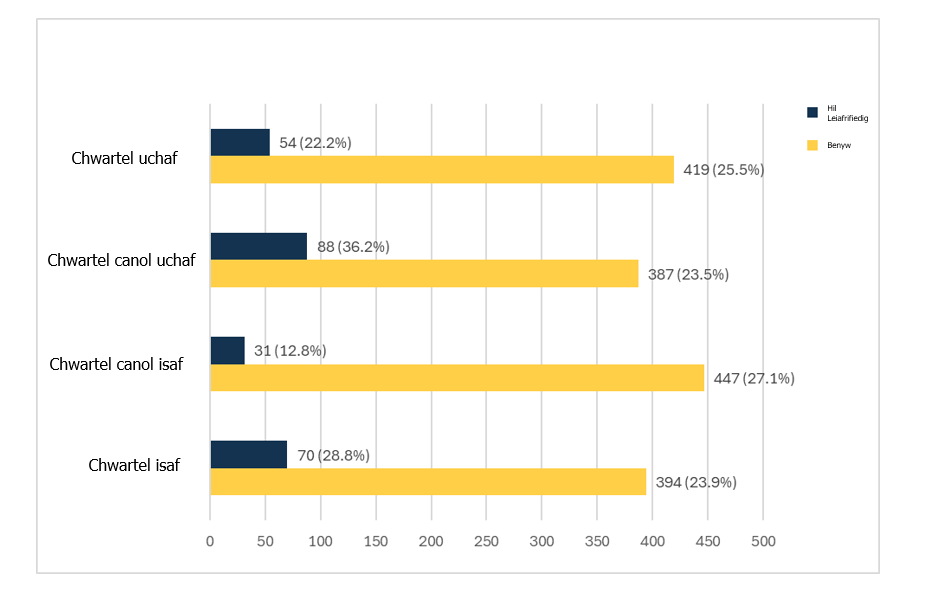 Hil
Leiafrifiedig
Benyw
Chwartel uchaf
54 (22.2%)
419 (25.5%)
Chwartel canol uchaf
88 (36.2%)
387 (23.5%)
Chwartel canol isaf
31 (12.8%)
447 (27.1%)
Chwartel isaf
70 (28.8%)
394 (23.9%)
0 50 100 150 200 250 300 350 400 450 500